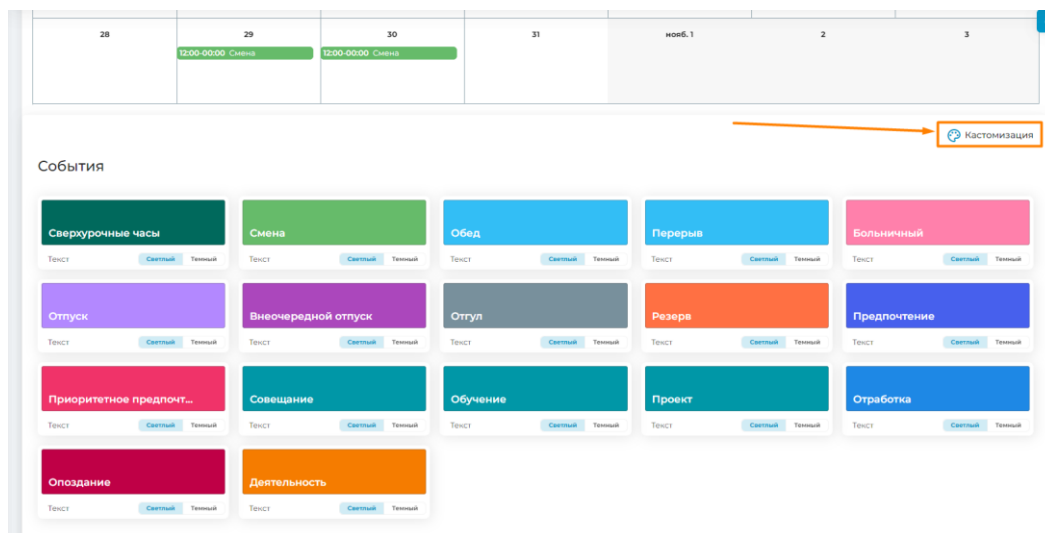 28 29 30 31 нояб. 1 2 3
12:00-00:00 Смена 12:00-00:00 Смена
Кастомизация
События
Сверхурочные часы Смена Обед Перерыв Больничный
Текст Светлый Темный Текст Светлый Темный Текст Светлый Темный Текст Светлый Темный Текст Светлый Темный
Отпуск Внеочередной отпуск Отгул Резерв Предпочтение
Текст Светлый Темный Текст Светлый Темный Текст Светлый Темный Текст Светлый Темный Текст Светлый Темный
Приоритетное предпочт... Совещание Обучение Проект Отработка
Текст Светлый Темный Текст Светлый Темный Текст Светлый Темный Текст Светлый Темный Текст Светлый Темный
Опоздание Деятельность
Текст Светлый Темный Текст Светлый Темный